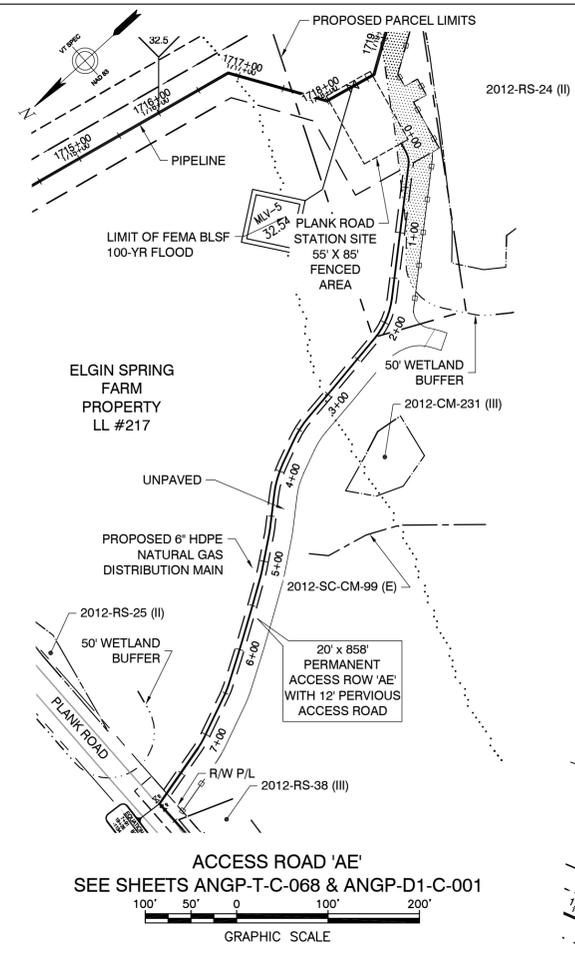 PROPOSED PARCEL LIMITS
VT SPEC
NAD 83
N
32.5
1717+00
1716+00
1715+00
1718+00
1719
2012-RS-24 (II)
0+00
PIPELINE
MLV-5
32.54
LIMIT OF FEMA BLSF
100-YR FLOOD
PLANK ROAD
STATION SITE
55' X 85'
FENCED
AREA
1+00
2+00
50' WETLAND
BUFFER
ELGIN SPRING
FARM
PROPERTY
LL #217
3+00
2012-CM-231 (III)
4+00
UNPAVED
PROPOSED 6" HDPE
NATURAL GAS
DISTRIBUTION MAIN
5+00
2012-SC-CM-99 (E)
2012-RS-25 (II)
50' WETLAND
BUFFER
6+00
20' x 858'
PERMANENT
ACCESS ROW 'AE'
WITH 12' PERVIOUS
ACCESS ROAD
PLANK ROAD
7+00
R/W P/L
2012-RS-38 (III)
ACCESS ROAD 'AE'
SEE SHEETS ANGP-T-C-068 & ANGP-D1-C-001
100' 50' 0 100' 200'
GRAPHIC SCALE